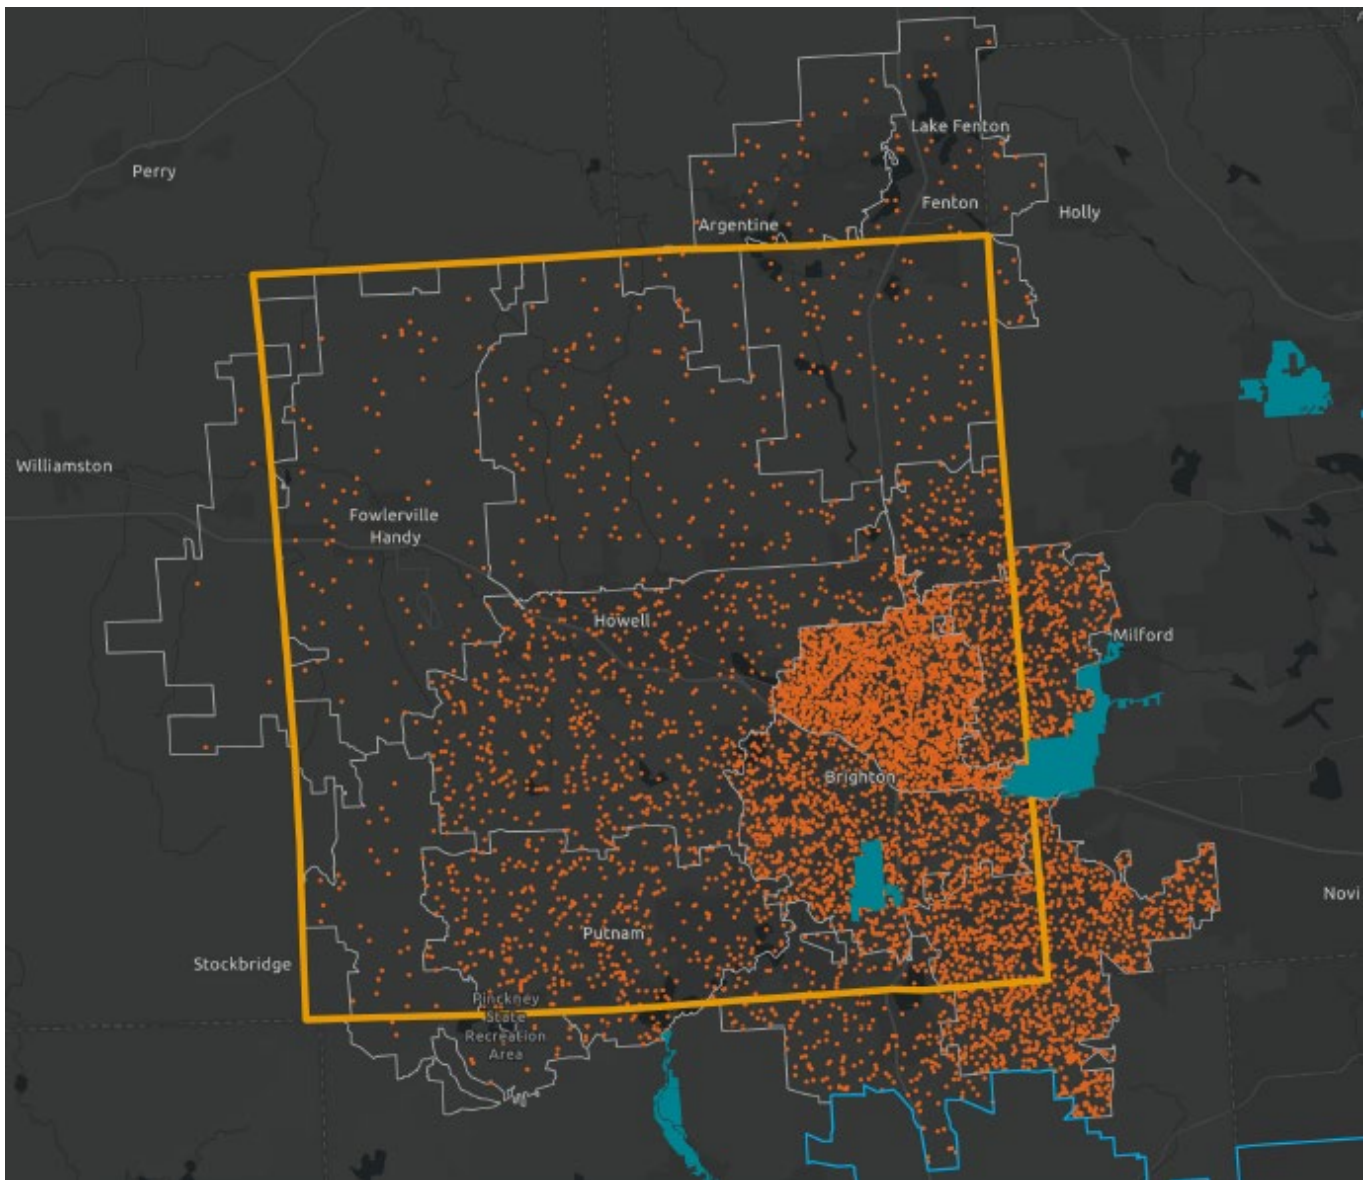 Lake Fenton
Perry
Fenton
Holly
Argentine
Williamston
Fowlerville
Handy
Howell
Milford
Brighton
Novi
Putnam
Stockbridge
Pinckney
State
Recreation
Area